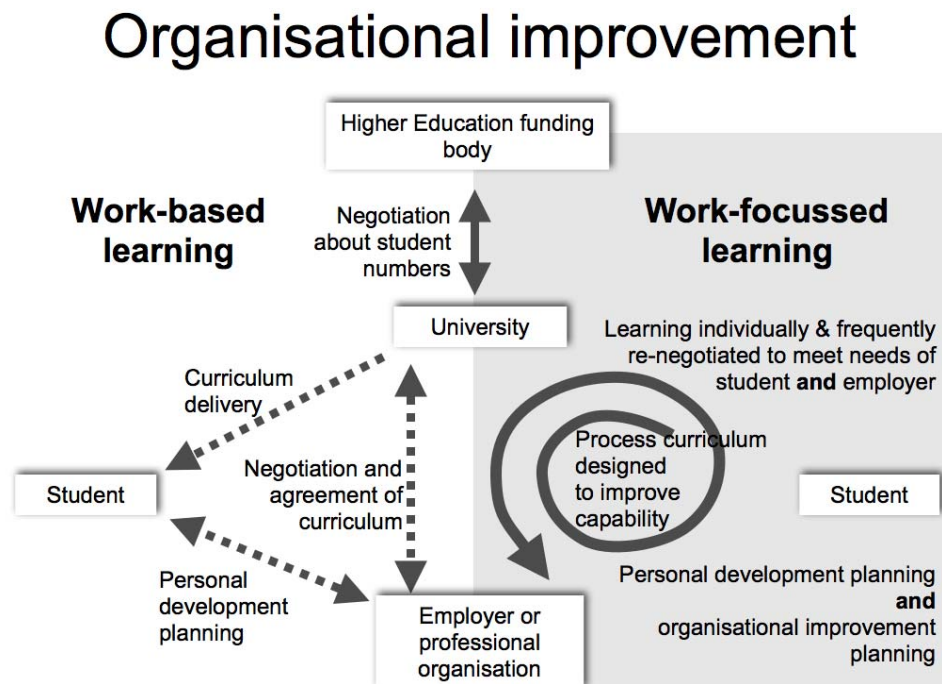 Organisational improvement
Higher Education funding
body
Work-based
learning
Negotiation
about student
numbers
Work-focussed
learning
University
Learning individually & frequently
re-negotiated to meet needs of
student and employer
Curriculum
delivery
Negotiation and
agreement of
curriculum
Process curriculum
designed
to improve
capability
Student
Student
Personal
development
planning
Employer or
professional
organisation
Personal development planning
and
organisational improvement
planning